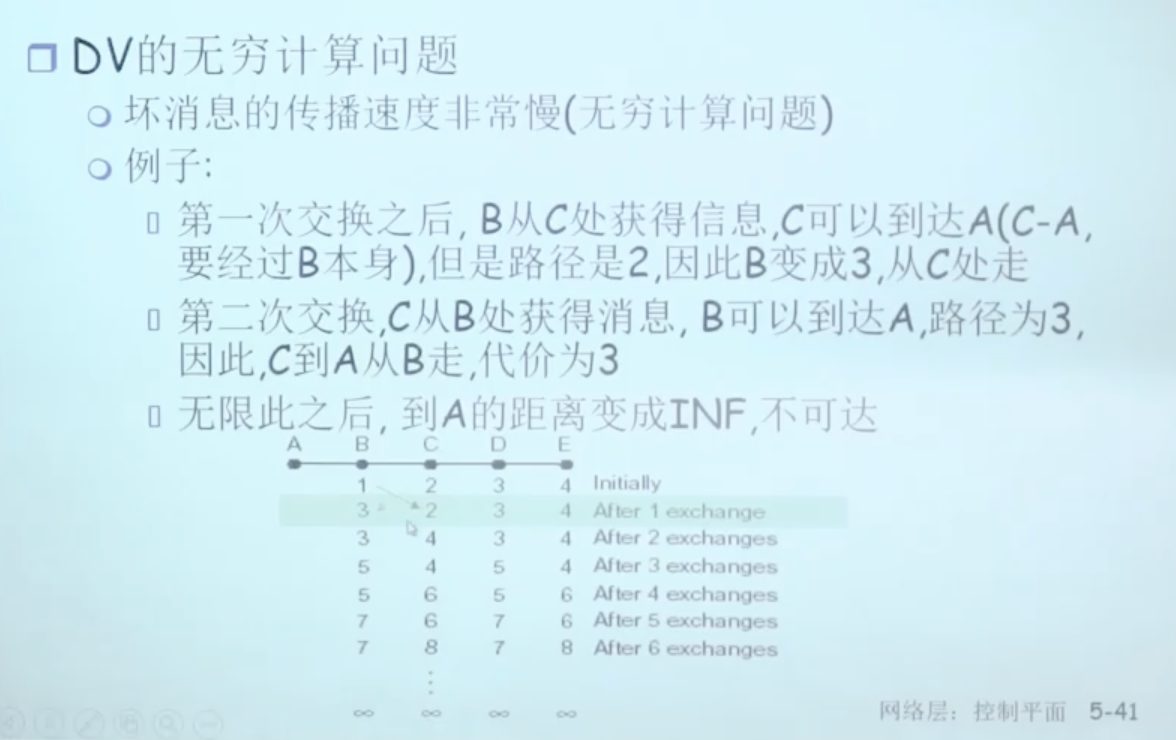 DV的无穷计算问题
坏消息的传播速度非常慢(无穷计算问题)
例子:
第一次交换之后, B从C处获得信息,C可以到达A(C-A,
要经过B本身),但是路径是2,因此B变成3,从C处走
第二次交换,C从B处获得消息, B可以到达A,路径为3,
因此,C到A从B走,代价为3
无限此之后, 到A的距离变成INF,不可达
A B C D E
1 2 3 4 Initially
3 2 3 4 After 1 exchange
3 4 3 4 After 2 exchanges
5 4 5 4 After 3 exchanges
5 6 5 6 After 4 exchanges
7 6 7 6 After 5 exchanges
7 8 7 8 After 6 exchanges
⋮
∞ ∞ ∞ ∞
网络层：控制平面 5-41